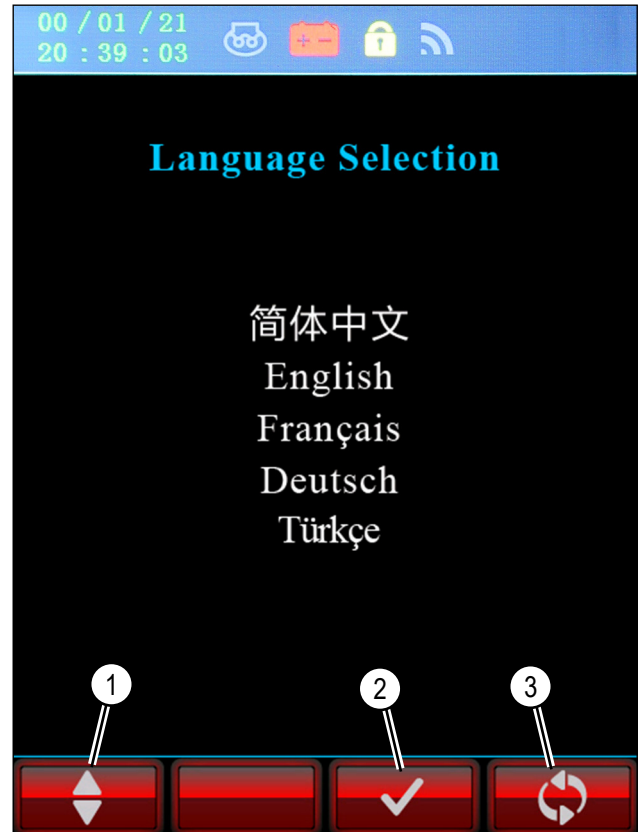 00 / 01 / 21
20 : 39 : 03
Language Selection
简体中文
English
Français
Deutsch
Türkçe
1
2
3